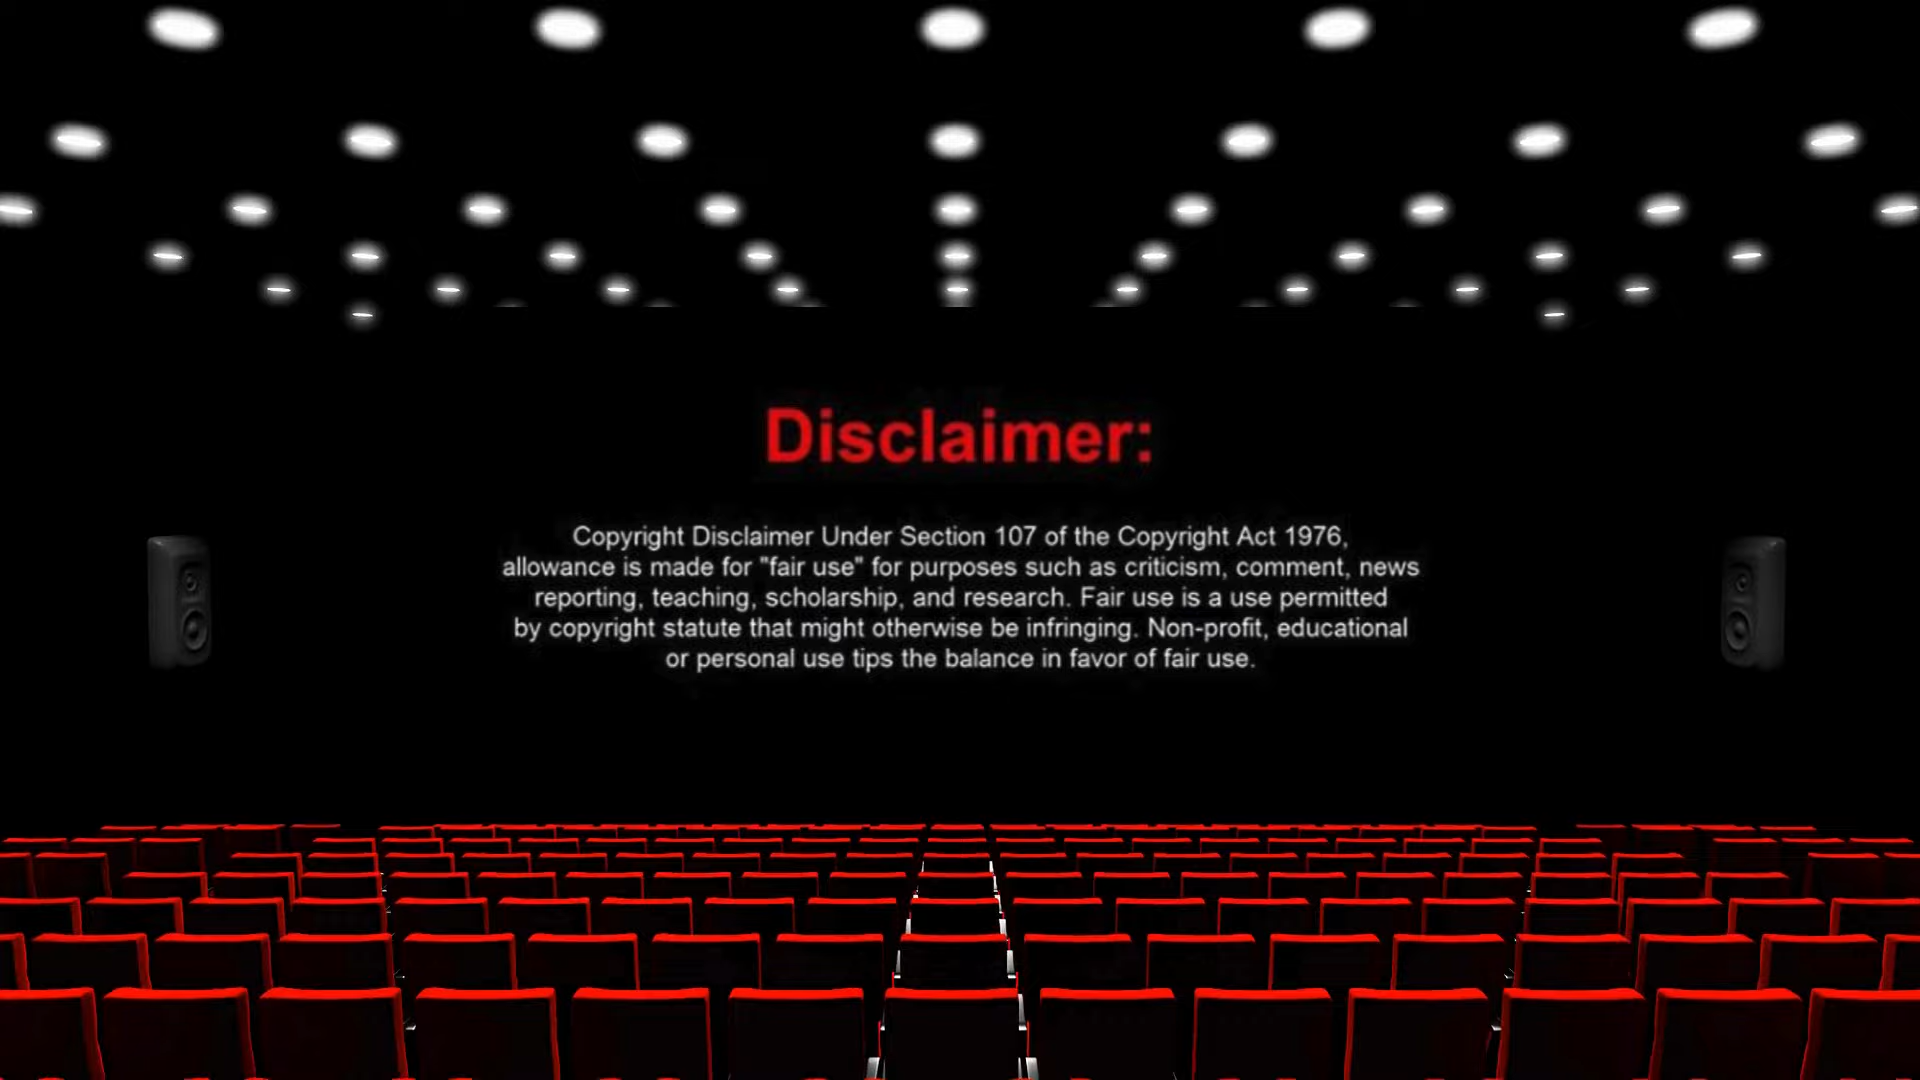 Disclaimer:
Copyright Disclaimer Under Section 107 of the Copyright Act 1976,
allowance is made for "fair use" for purposes such as criticism, comment, news
reporting, teaching, scholarship, and research. Fair use is a use permitted
by copyright statute that might otherwise be infringing. Non-profit, educational
or personal use tips the balance in favor of fair use.